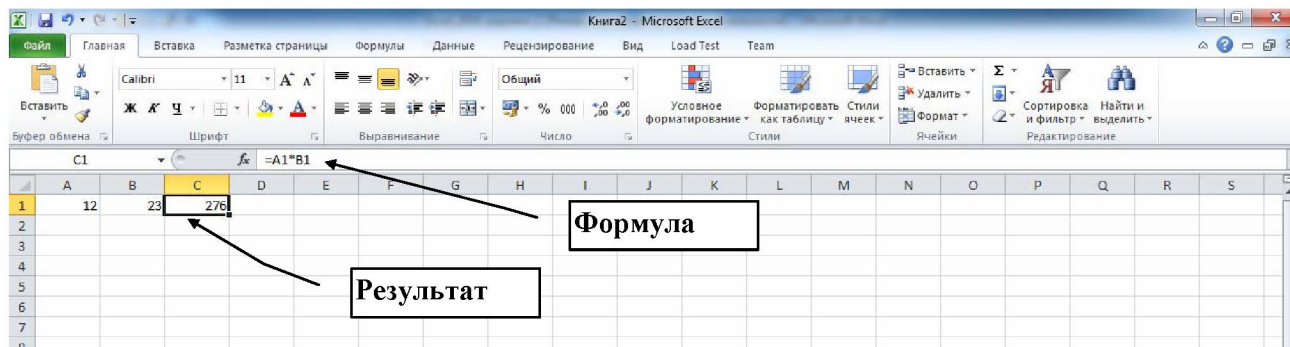 Книга2 - Microsoft Excel
Файл Главная Вставка Разметка страницы Формулы Данные Рецензирование Вид Load Test Team
Calibri 11 A A Общий Вставить Σ
Вставить Удалить
Ж К Ч % 000 Условное форматирование Форматировать как таблицу Стили ячеек Формат Сортировка и фильтр Найти и выделить
Буфер обмена Шрифт Выравнивание Число Стили Ячейки Редактирование
C1 fx =A1*B1
A B C D E F G H I J K L M N O P Q R S
1 12 23 276
2
Формула
3
4
5
Результат
6
7
8